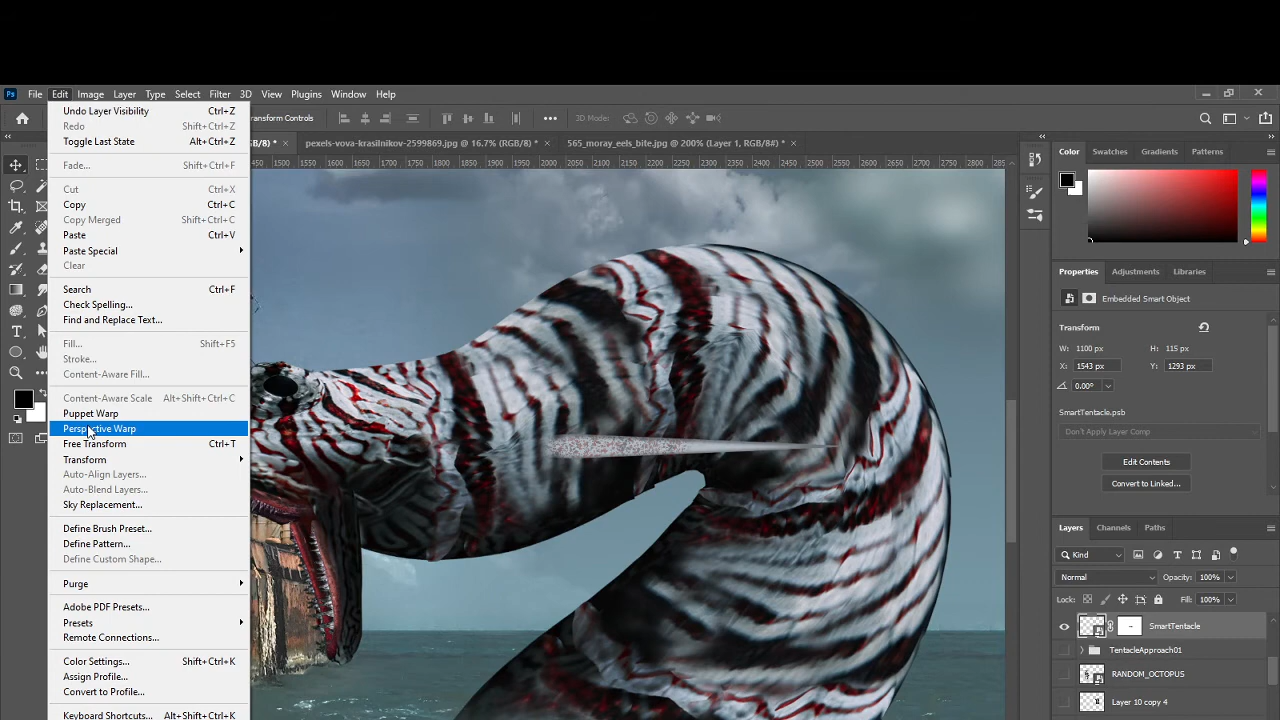 Ps File Edit Image Layer Type Select Filter 3D View Plugins Window Help
Undo Layer Visibility Ctrl+Z
Redo Shift+Ctrl+Z
Toggle Last State Alt+Ctrl+Z
Fade... Shift+Ctrl+F
Cut Ctrl+X
Copy Ctrl+C
Copy Merged Shift+Ctrl+C
Paste Ctrl+V
Paste Special
Clear
Search Ctrl+F
Check Spelling...
Find and Replace Text...
Fill... Shift+F5
Stroke...
Content-Aware Fill...
Content-Aware Scale Alt+Shift+Ctrl+C
Puppet Warp
Perspective Warp
Free Transform Ctrl+T
Transform
Auto-Align Layers...
Auto-Blend Layers...
Sky Replacement...
Define Brush Preset...
Define Pattern...
Define Custom Shape...
Purge
Adobe PDF Presets...
Presets
Remote Connections...
Color Settings... Shift+Ctrl+K
Assign Profile...
Convert to Profile...
Keyboard Shortcuts... Alt+Shift+Ctrl+K
Transform Controls
3D Mode:
GB/8) * × pexels-vova-krasilnikov-2599869.jpg @ 16.7% (RGB/8) * × 565_moray_eels_bite.jpg @ 200% (Layer 1, RGB/8#) * ×
450 1500 1550 1600 1650 1700 1750 1800 1850 1900 1950 2000 2050 2100 2150 2200 2250 2300 2350 2400 2450 2500 2550 2600 2650 2700 2750 2800 285
Color Swatches Gradients Patterns
Properties Adjustments Libraries
Embedded Smart Object
Transform
W: 1100 px H: 115 px
X: 1543 px Y: 1293 px
0.00°
SmartTentacle.psb
Don't Apply Layer Comp
Edit Contents
Convert to Linked...
Layers Channels Paths
Kind
Normal Opacity: 100%
Lock: Fill: 100%
SmartTentacle
TentacleApproach01
RANDOM_OCTOPUS
Layer 10 copy 4